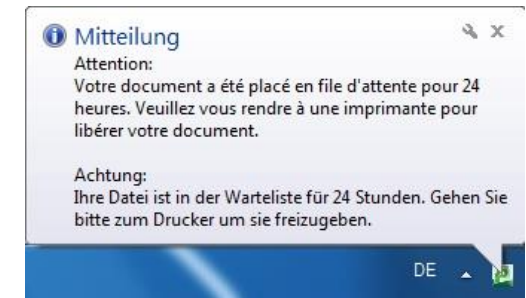 Mitteilung
Attention:
Votre document a été placé en file d'attente pour 24
heures. Veuillez vous rendre à une imprimante pour
libérer votre document.
Achtung:
Ihre Datei ist in der Warteliste für 24 Stunden. Gehen Sie
bitte zum Drucker um sie freizugeben.
DE